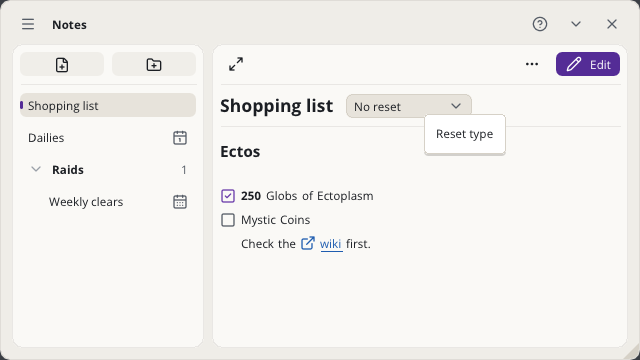 Notes
Edit
Shopping list
Dailies
Raids 1
Weekly clears
Shopping list No reset
Reset type
Ectos
250 Globs of Ectoplasm
Mystic Coins
Check the wiki first.